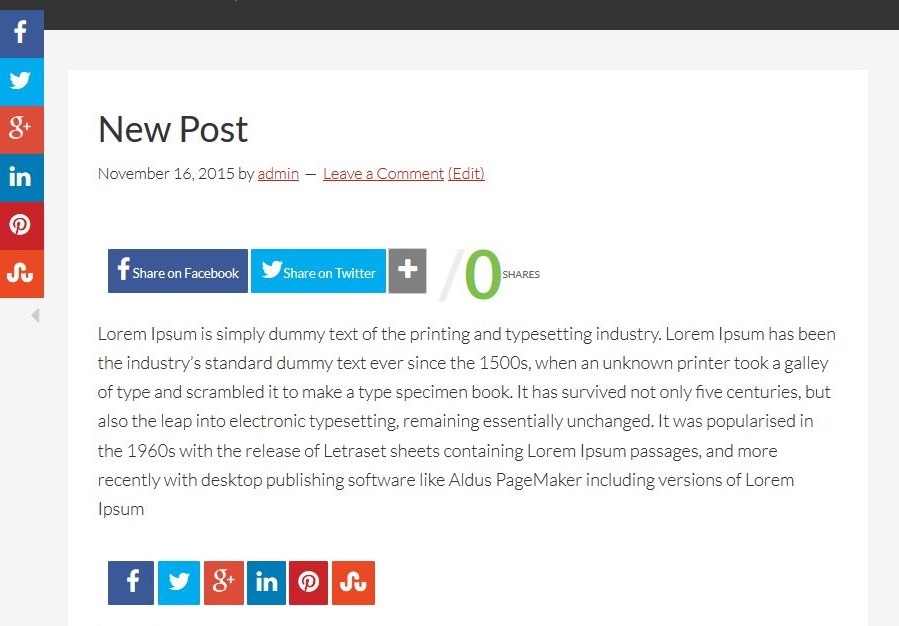 New Post
November 16, 2015 by admin — Leave a Comment (Edit)
Share on Facebook Share on Twitter + /0 SHARES
Lorem Ipsum is simply dummy text of the printing and typesetting industry. Lorem Ipsum has been
the industry’s standard dummy text ever since the 1500s, when an unknown printer took a galley
of type and scrambled it to make a type specimen book. It has survived not only five centuries, but
also the leap into electronic typesetting, remaining essentially unchanged. It was popularised in
the 1960s with the release of Letraset sheets containing Lorem Ipsum passages, and more
recently with desktop publishing software like Aldus PageMaker including versions of Lorem
Ipsum